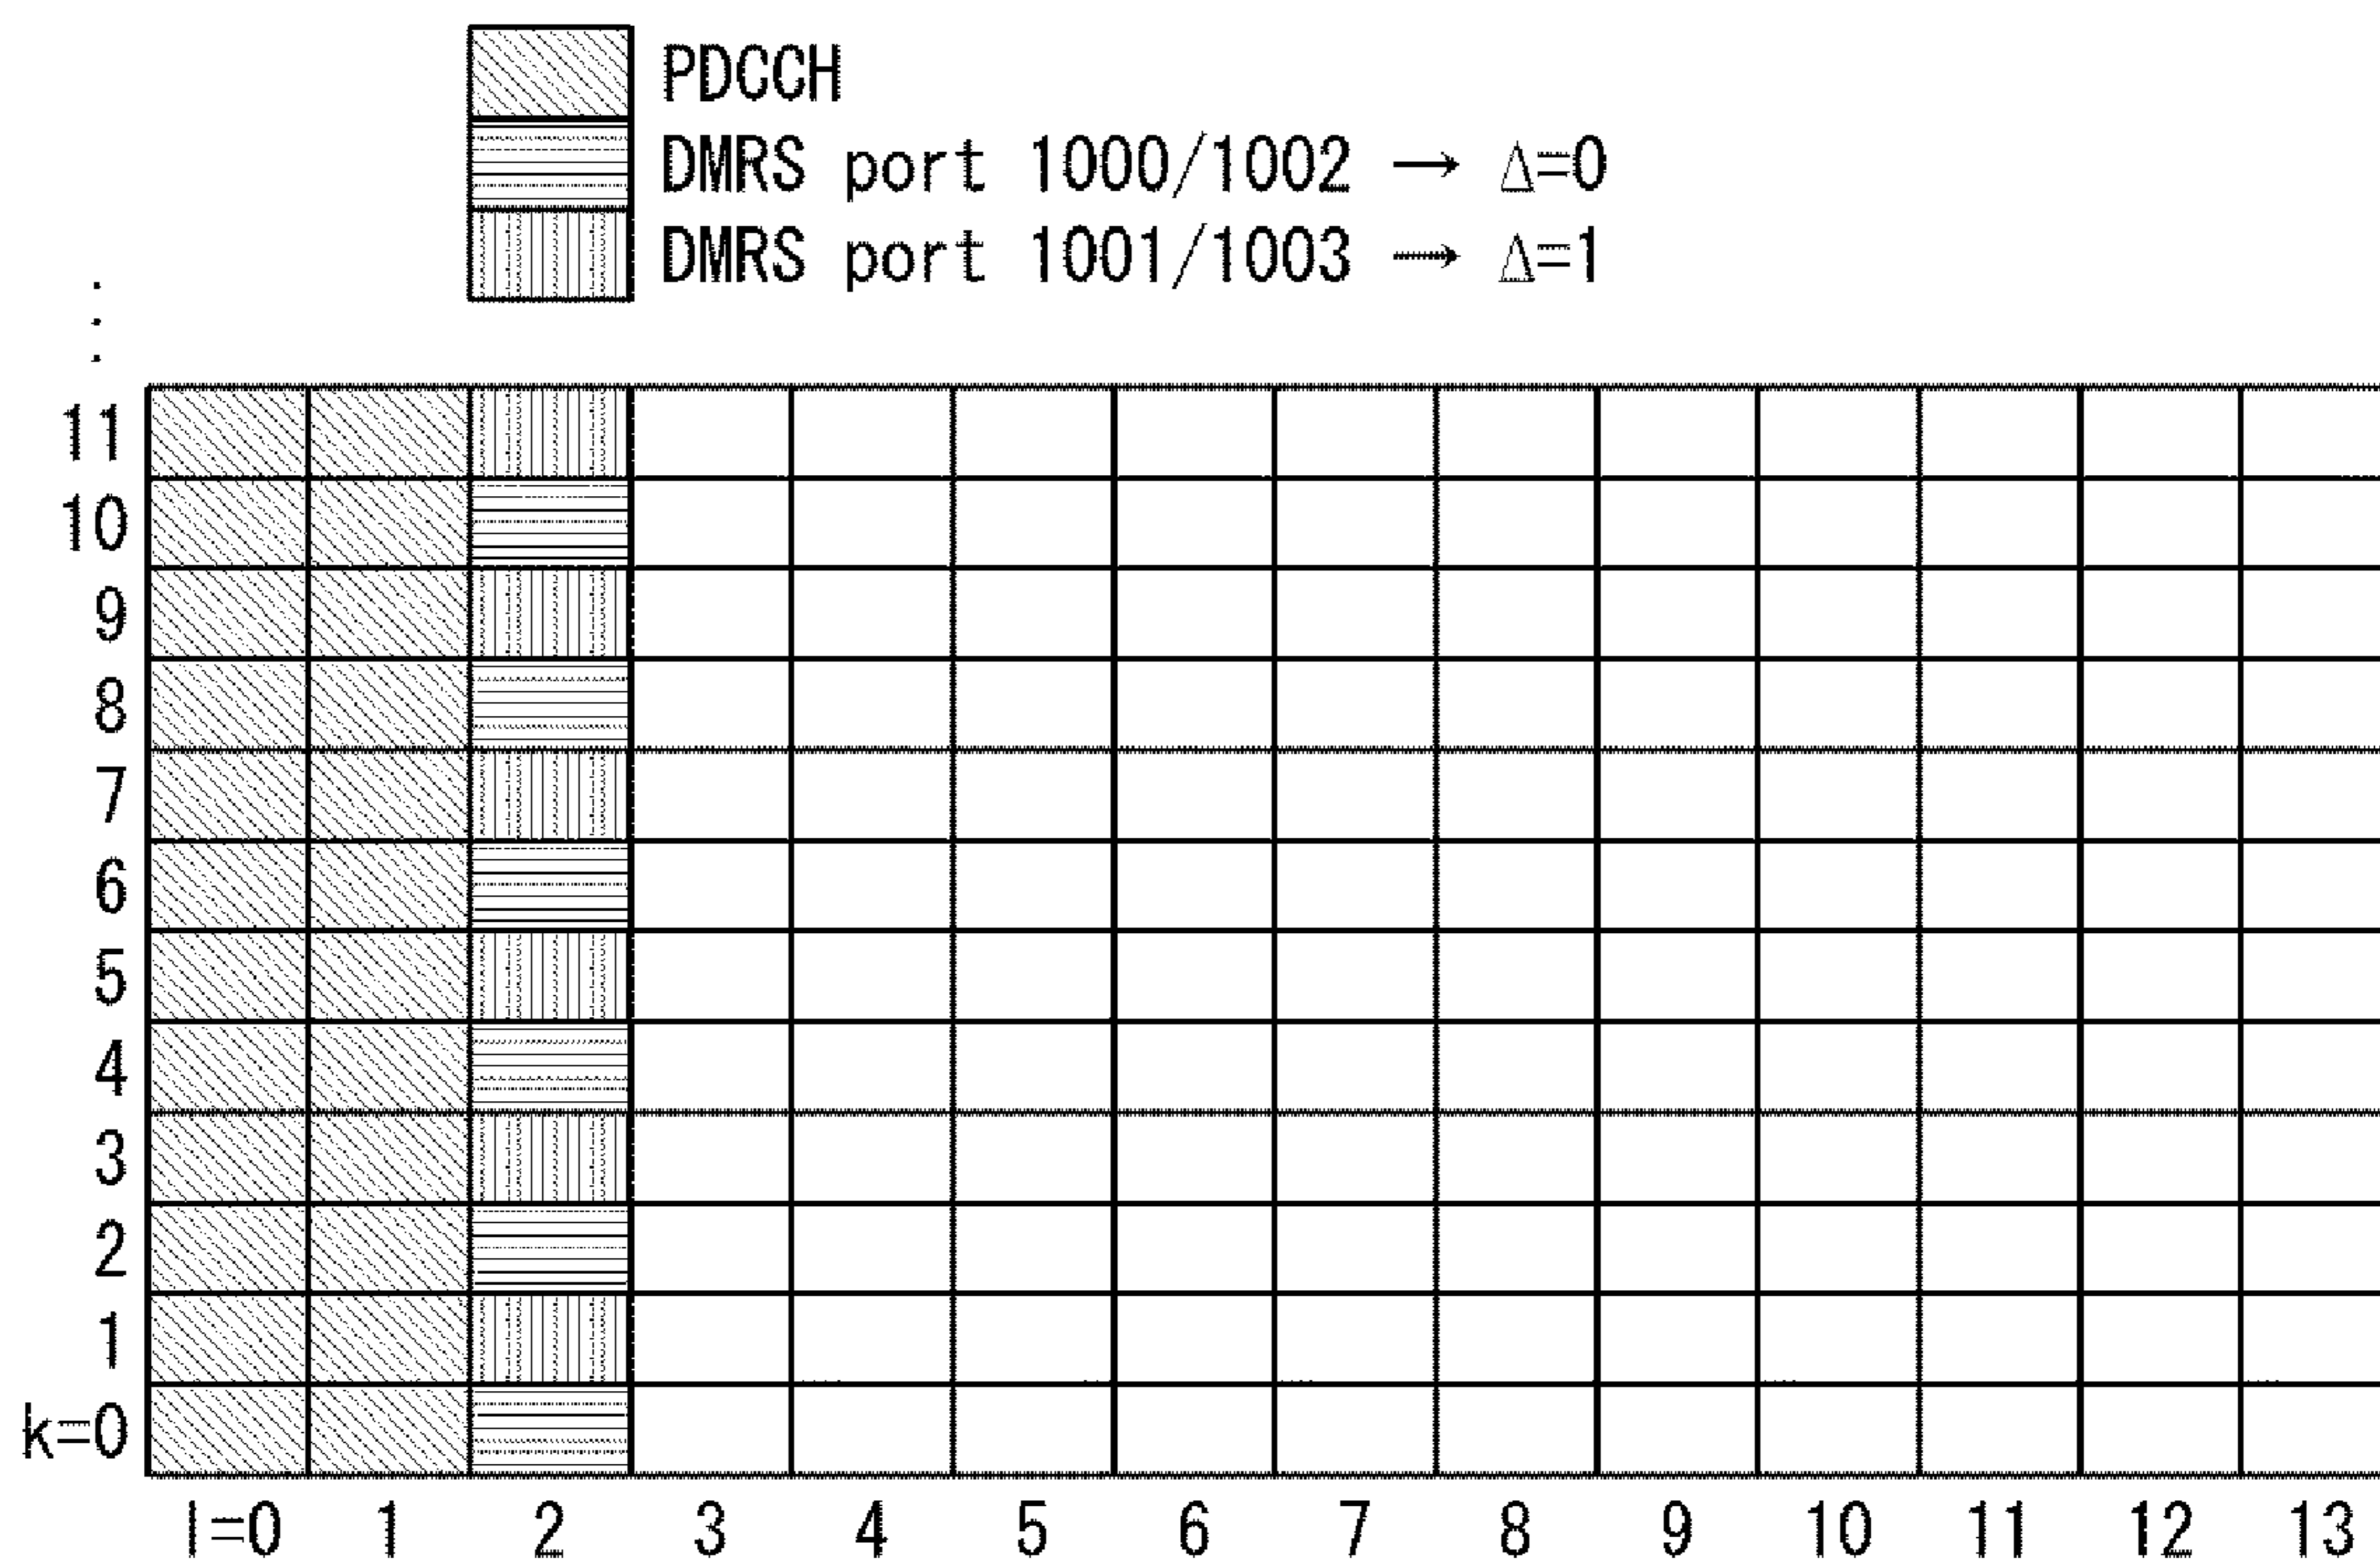 PDCCH
DMRS port 1000/1002 → Δ=0
DMRS port 1001/1003 → Δ=1
11
10
9
8
7
6
5
4
3
2
1
k=0
l=0 1 2 3 4 5 6 7 8 9 10 11 12 13